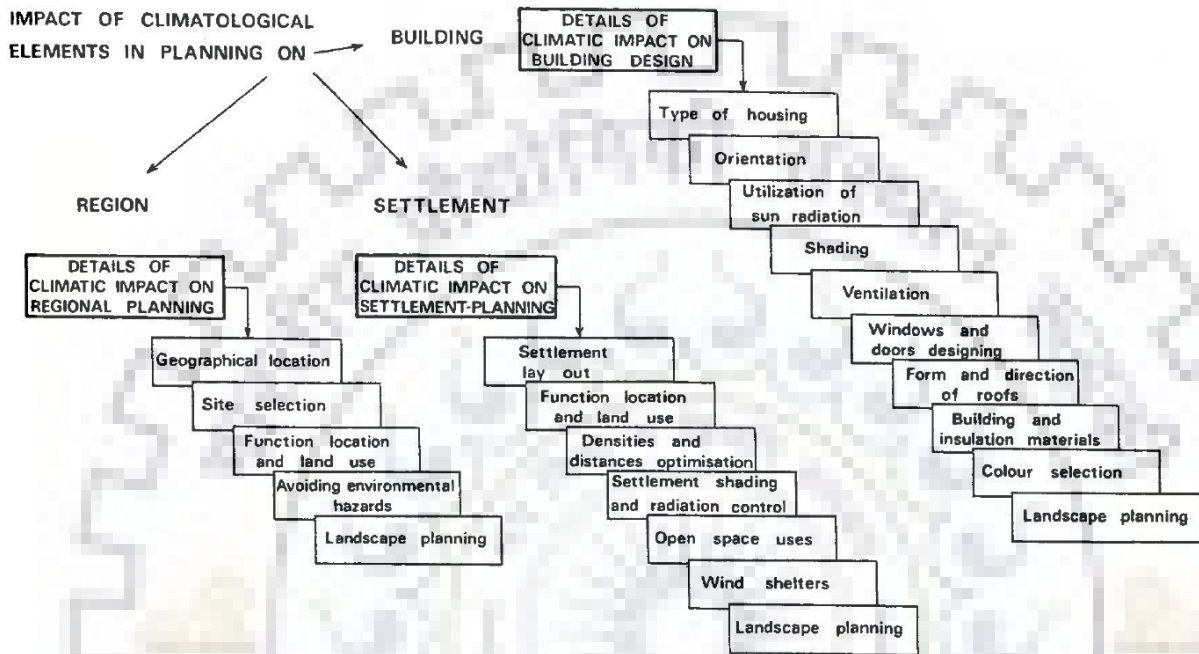 IMPACT OF CLIMATOLOGICAL
ELEMENTS IN PLANNING ON
BUILDING
DETAILS OF
CLIMATIC IMPACT ON
BUILDING DESIGN
Type of housing
Orientation
Utilization of
sun radiation
Shading
Ventilation
Windows and
doors designing
Form and direction
of roofs
Building and
insulation materials
Colour selection
Landscape planning
REGION
DETAILS OF
CLIMATIC IMPACT ON
REGIONAL PLANNING
Geographical location
Site selection
Function location
and land use
Avoiding environmental
hazards
Landscape planning
SETTLEMENT
DETAILS OF
CLIMATIC IMPACT ON
SETTLEMENT-PLANNING
Settlement
lay out
Function location
and land use
Densities and
distances optimisation
Settlement shading
and radiation control
Open space uses
Wind shelters
Landscape planning